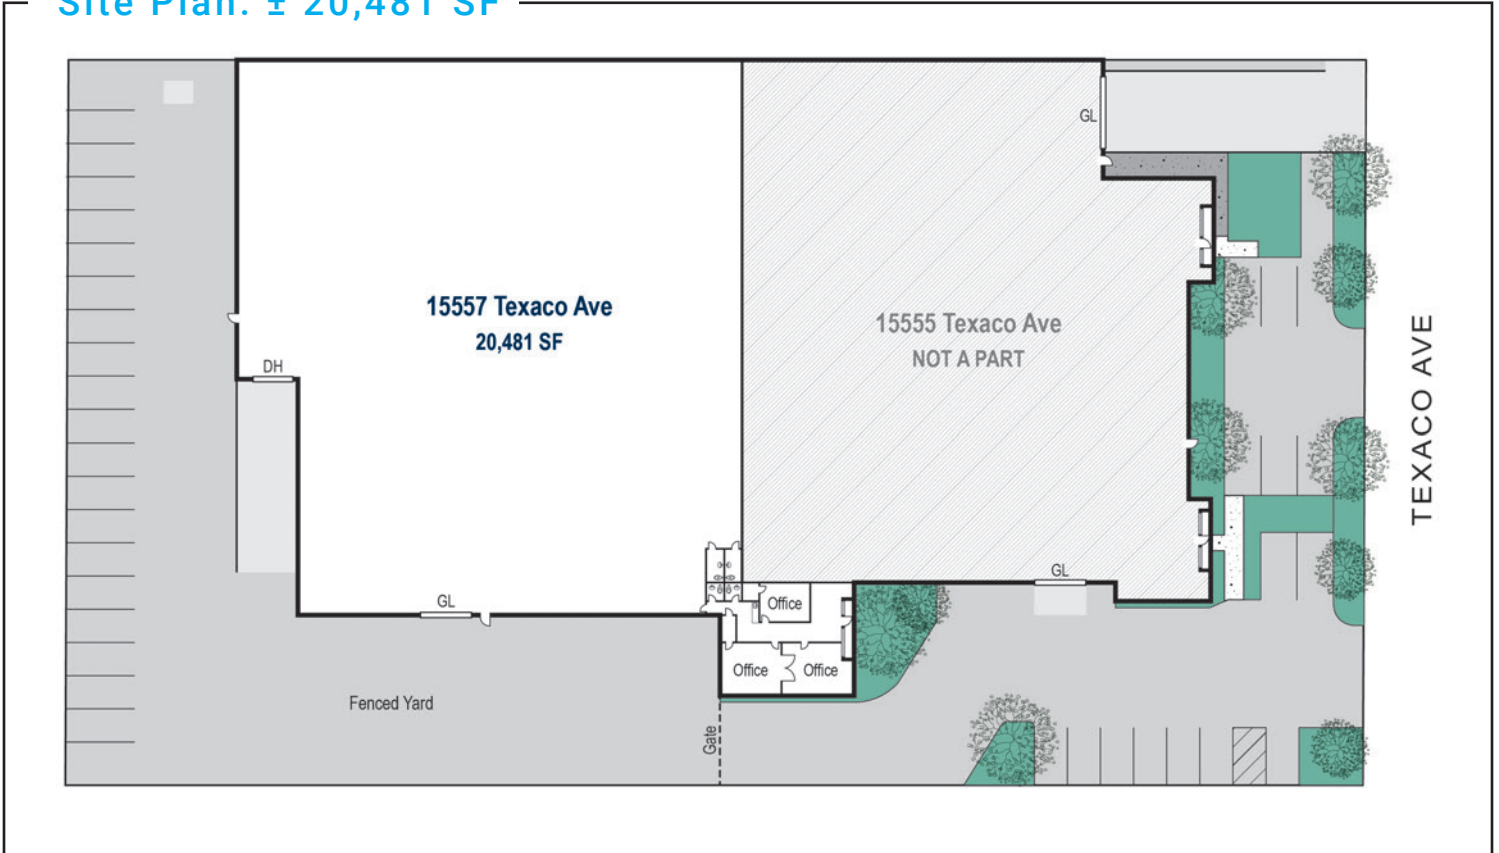 Site Plan: ± 20,481 SF
GL
15557 Texaco Ave
20,481 SF
15555 Texaco Ave
NOT A PART
TEXACO AVE
DH
GL
GL
Office
Office
Office
Fenced Yard
Gate